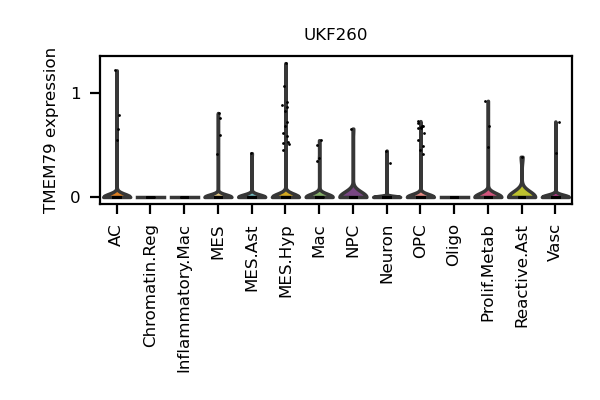 UKF260
TMEM79 expression
1
0
AC
Chromatin.Reg
Inflammatory.Mac
MES
MES.Ast
MES.Hyp
Mac
NPC
Neuron
OPC
Oligo
Prolif.Metab
Reactive.Ast
Vasc